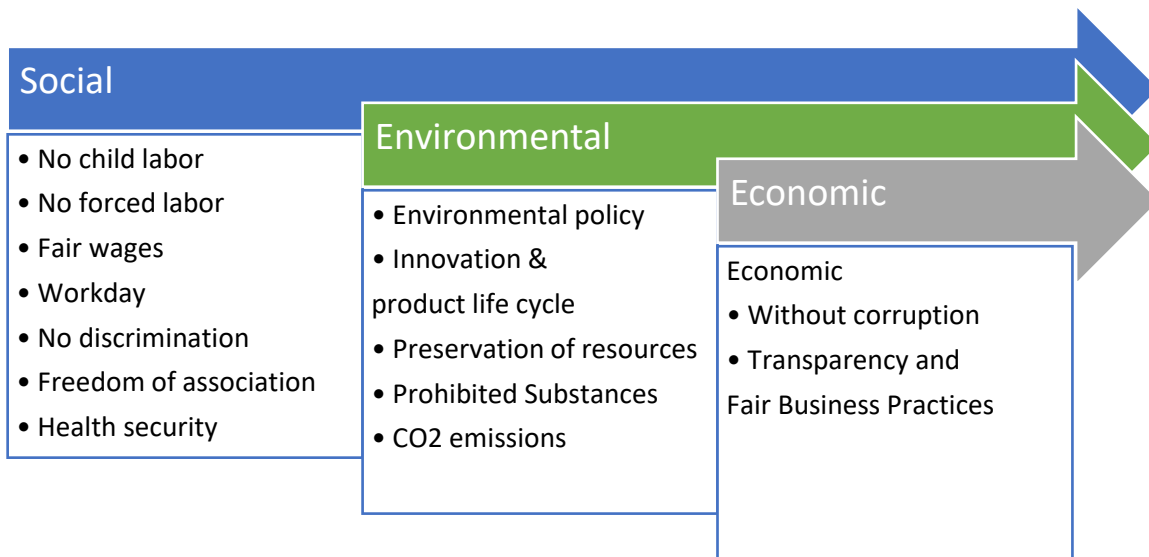 Social
• No child labor
• No forced labor
• Fair wages
• Workday
• No discrimination
• Freedom of association
• Health security
Environmental
• Environmental policy
• Innovation &
product life cycle
• Preservation of resources
• Prohibited Substances
• CO2 emissions
Economic
Economic
• Without corruption
• Transparency and
Fair Business Practices